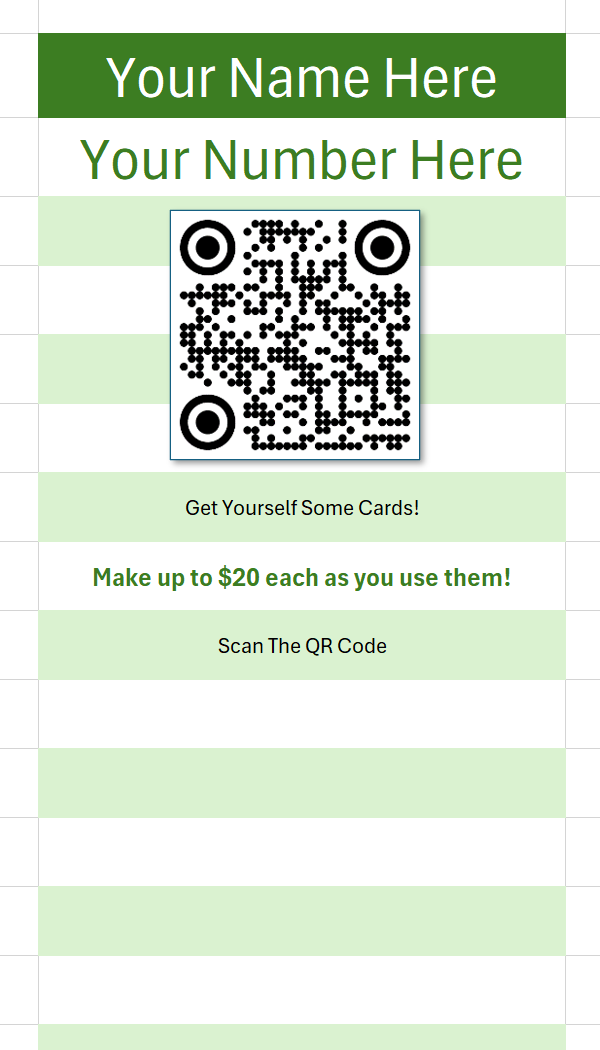 Your Name Here
Your Number Here
Get Yourself Some Cards!
Make up to $20 each as you use them!
Scan The QR Code